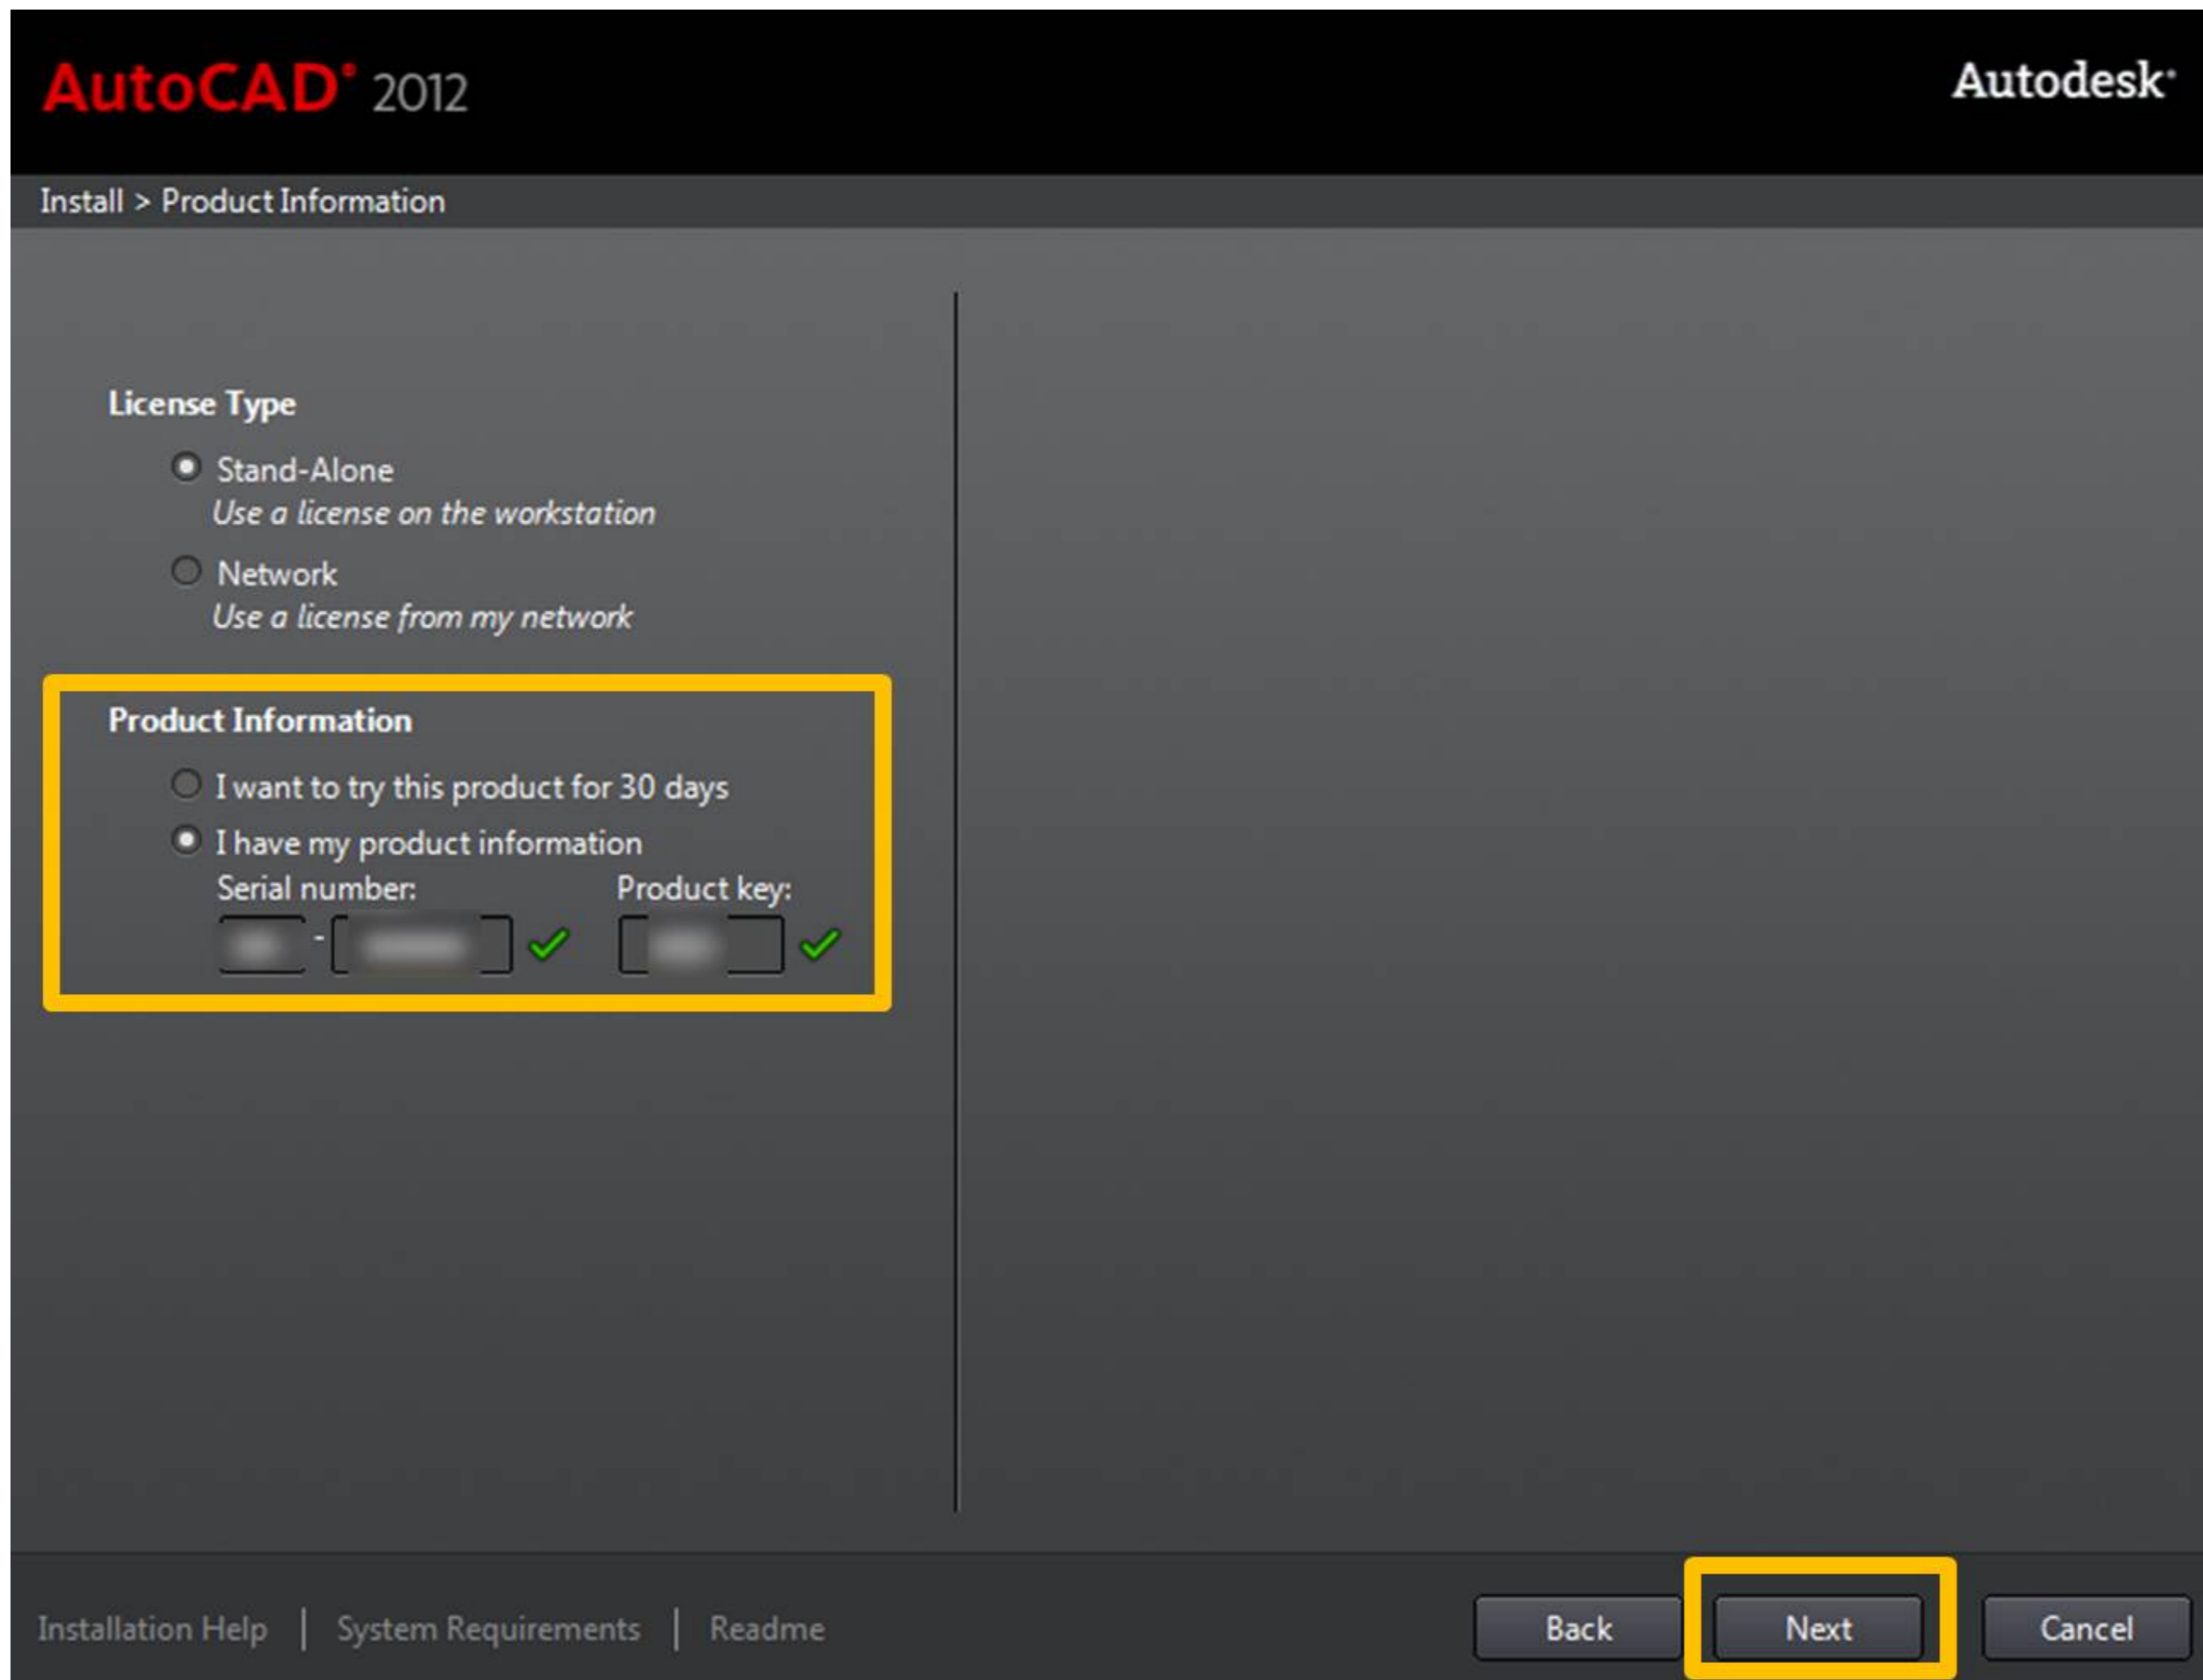 AutoCAD® 2012
Autodesk®
Install > Product Information
License Type
Stand-Alone
Use a license on the workstation
Network
Use a license from my network
Product Information
I want to try this product for 30 days
I have my product information
Serial number: Product key:
-
Installation Help | System Requirements | Readme
Back Next Cancel